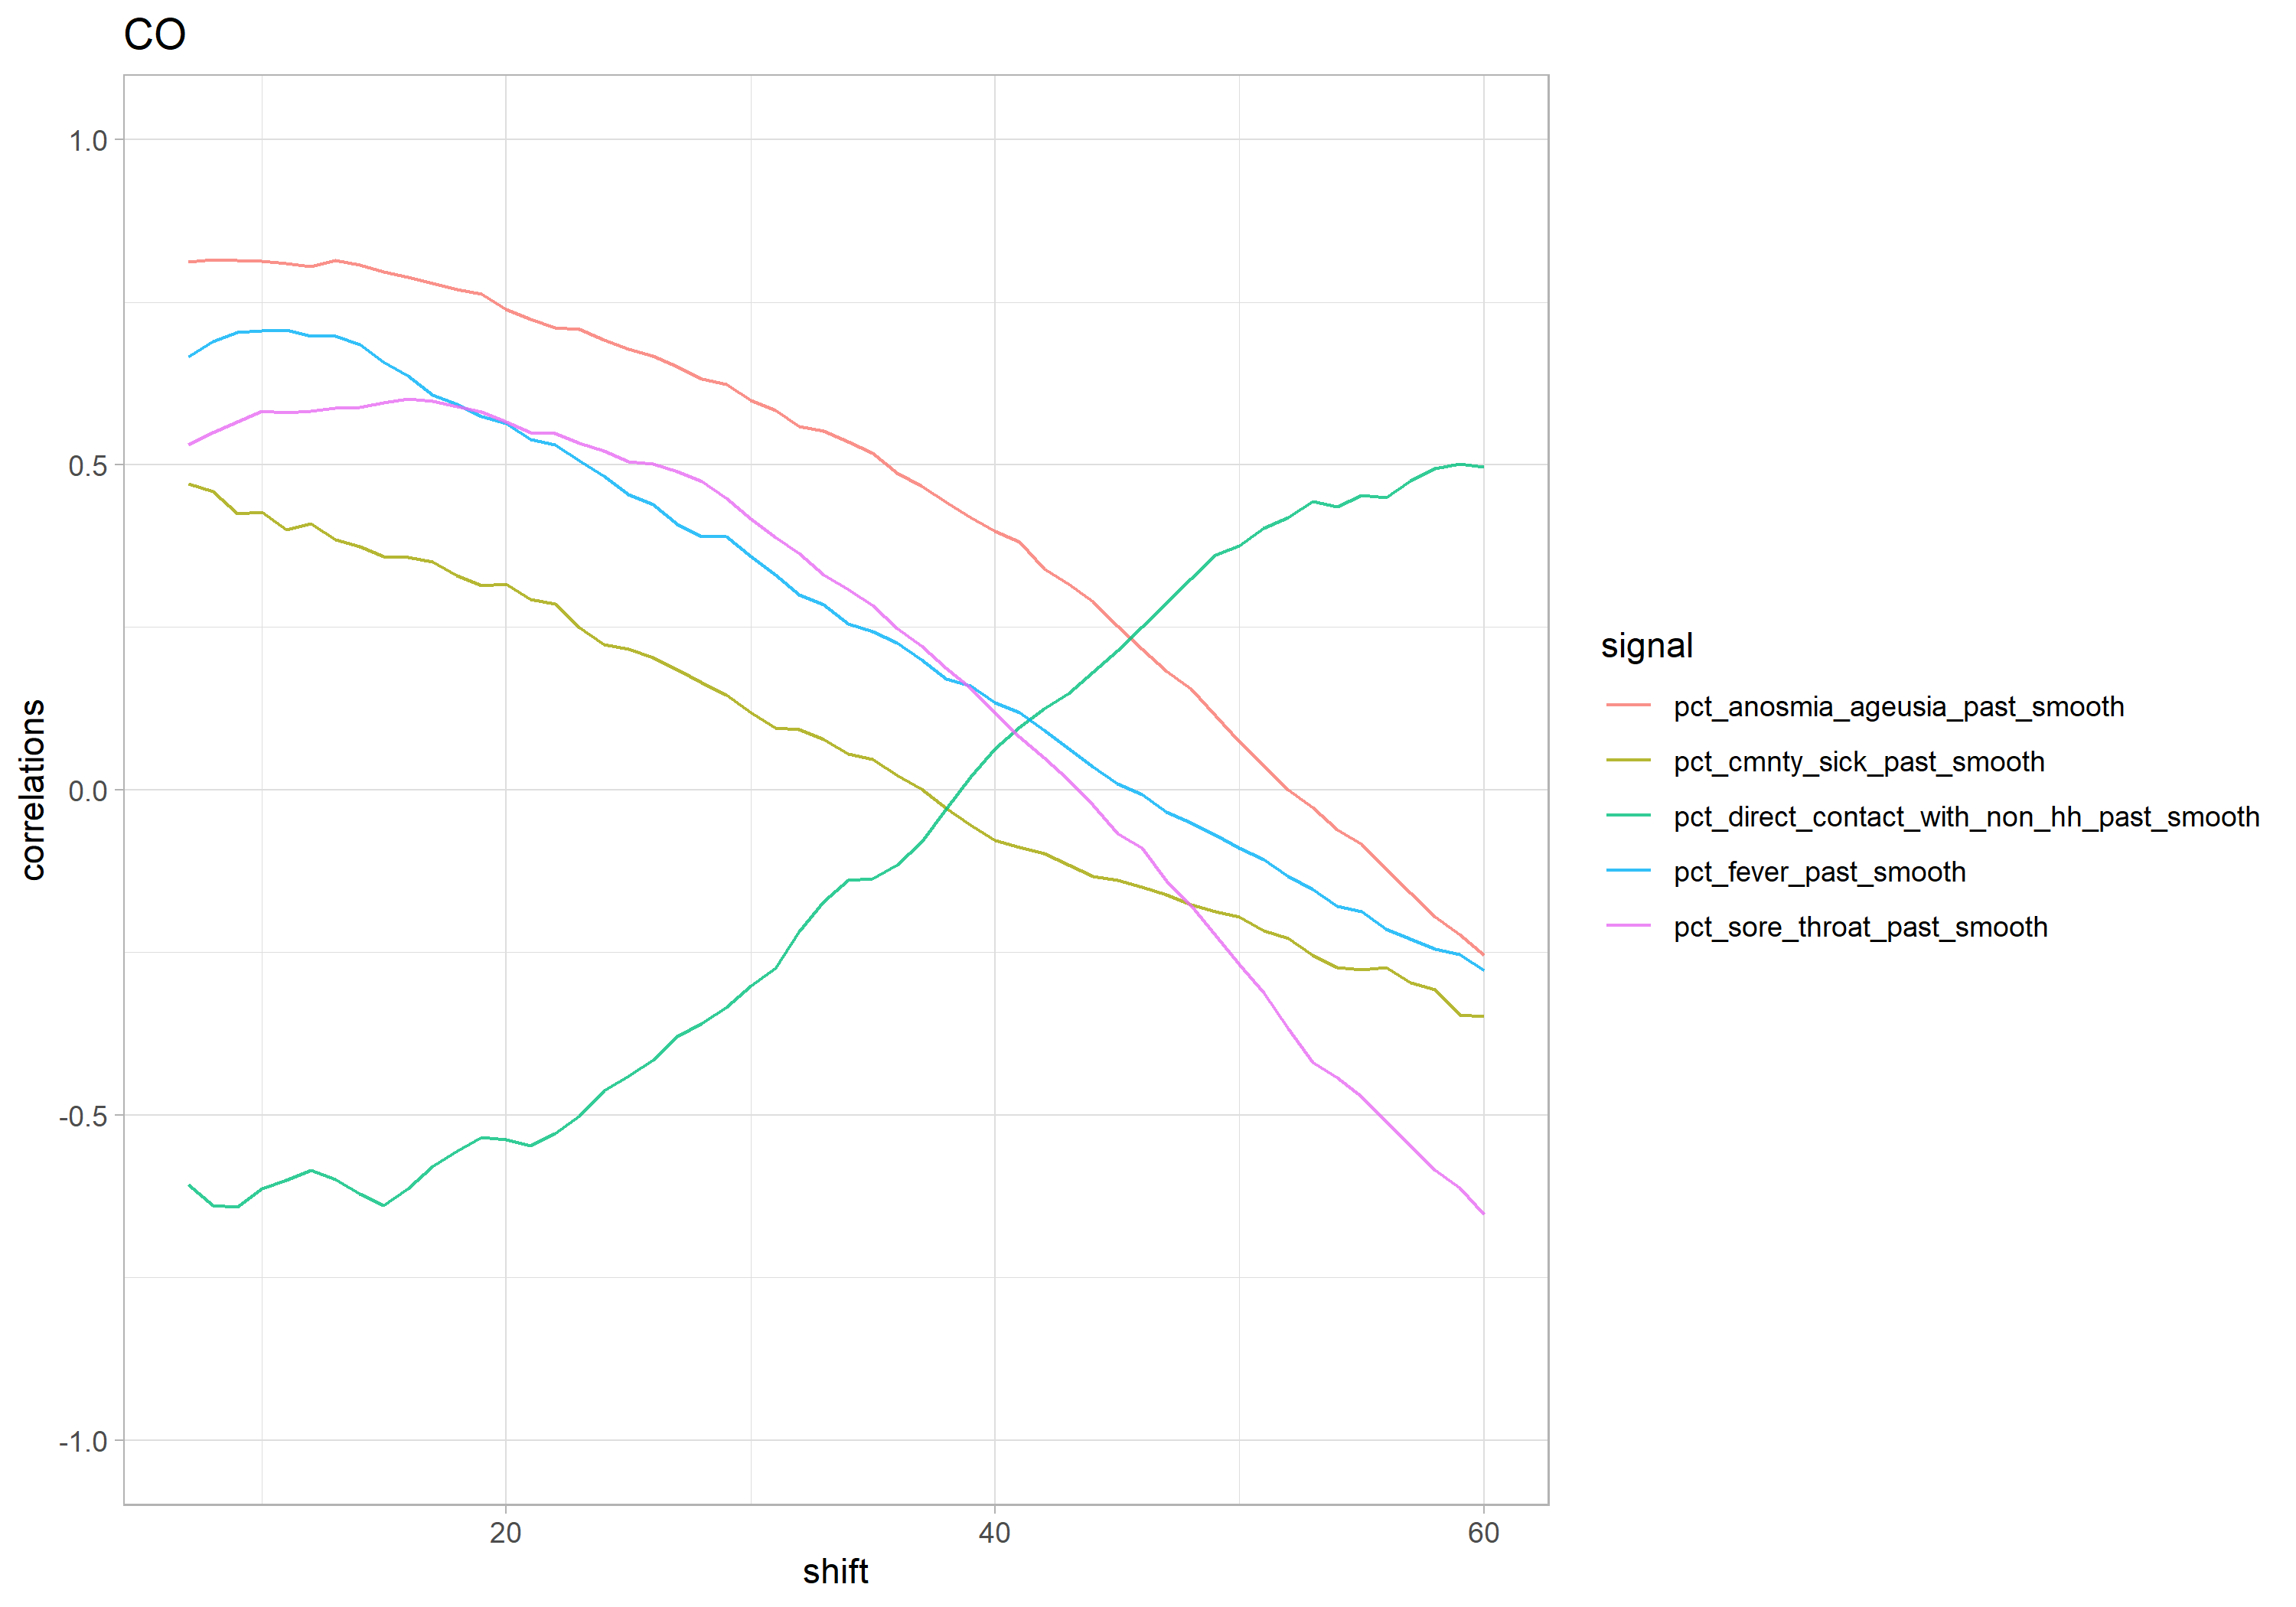 CO
1.0
0.5
0.0
-0.5
-1.0
correlations
20 40 60
shift
signal
pct_anosmia_ageusia_past_smooth
pct_cmnty_sick_past_smooth
pct_direct_contact_with_non_hh_past_smooth
pct_fever_past_smooth
pct_sore_throat_past_smooth